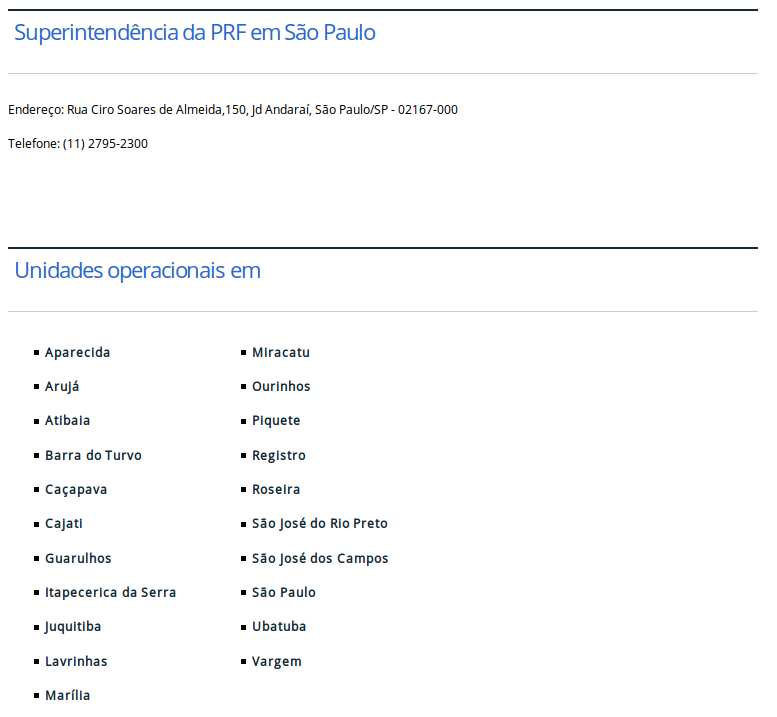 Superintendência da PRF em São Paulo
Endereço: Rua Ciro Soares de Almeida,150, Jd Andaraí, São Paulo/SP - 02167-000
Telefone: (11) 2795-2300
Unidades operacionais em
Aparecida
Arujá
Atibaia
Barra do Turvo
Caçapava
Cajati
Guarulhos
Itapecerica da Serra
Juquitiba
Lavrinhas
Marília
Miracatu
Ourinhos
Piquete
Registro
Roseira
São José do Rio Preto
São José dos Campos
São Paulo
Ubatuba
Vargem